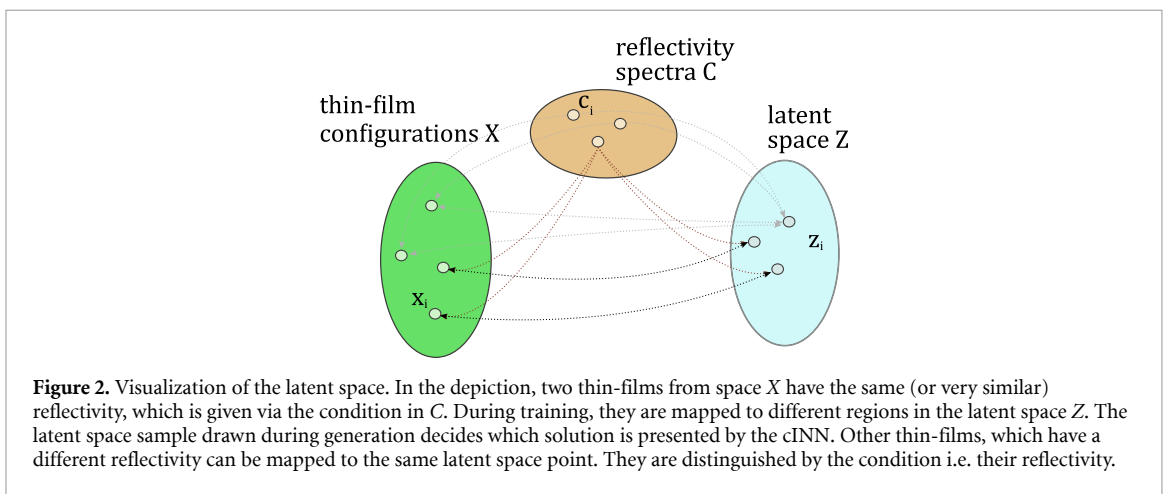 reflectivity
spectra C
thin-film
configurations X
latent
space Z
c_i
z_i
x_i
Figure 2. Visualization of the latent space. In the depiction, two thin-films from space X have the same (or very similar)
reflectivity, which is given via the condition in C. During training, they are mapped to different regions in the latent space Z. The
latent space sample drawn during generation decides which solution is presented by the cINN. Other thin-films, which have a
different reflectivity can be mapped to the same latent space point. They are distinguished by the condition i.e. their reflectivity.